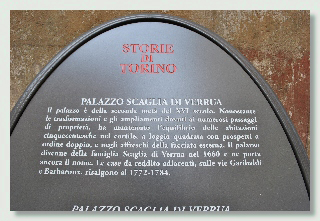 STORIE
DI
TORINO
PALAZZO SCAGLIA DI VERRUA
Il palazzo è della seconda metà del XVI secolo. Nonostante
le trasformazioni e gli ampliamenti dovuti ai numerosi passaggi
di proprietà, ha mantenuto l'equilibrio delle abitazioni
cinquecentesche nel cortile, a loggia quadrata con prospetti a
ordine doppio, e negli affreschi della facciata esterna. Il palazzo
divenne della famiglia Scaglia di Verrua nel 1660 e ne porta
ancora il nome. Le case da reddito adiacenti, sulle vie Garibaldi
e Barbaroux, risalgono al 1772-1784.
PALAZZO SCAGLIA DI VERRUA